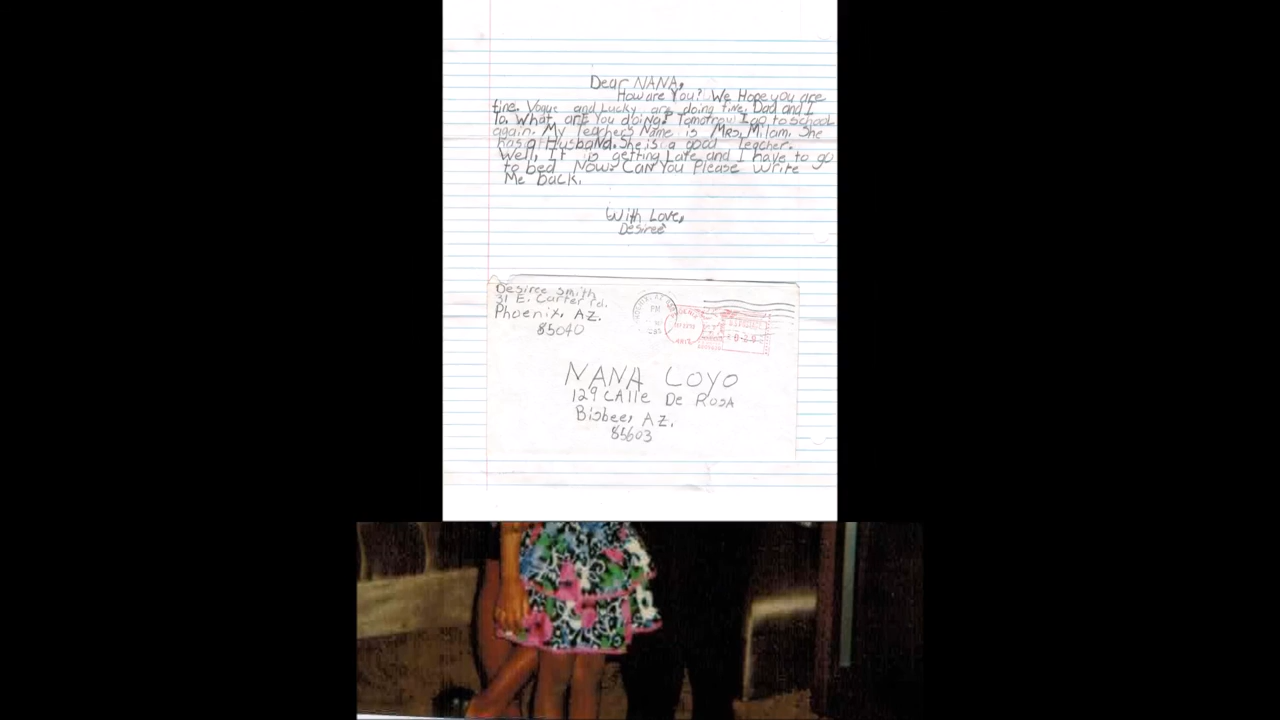 Dear NANA,
How are You? We Hope you are
fine. Vogue and Lucky are doing fine. Dad and I
To. What are You doing? Tomorrow I go to school
again. My Teacher's Name is Mrs. Milam. She
has a Husband. She is a good Teacher.
Well, It is getting Late and I have to go
to bed Now. CaN You Please Write
Me back.
With Love,
Desireé
Desiree Smith
31 E. Carter rd.
Phoenix, AZ.
85040
PM
NANA LOYO
129 CAlle De RosA
Bisbee, AZ.
85603